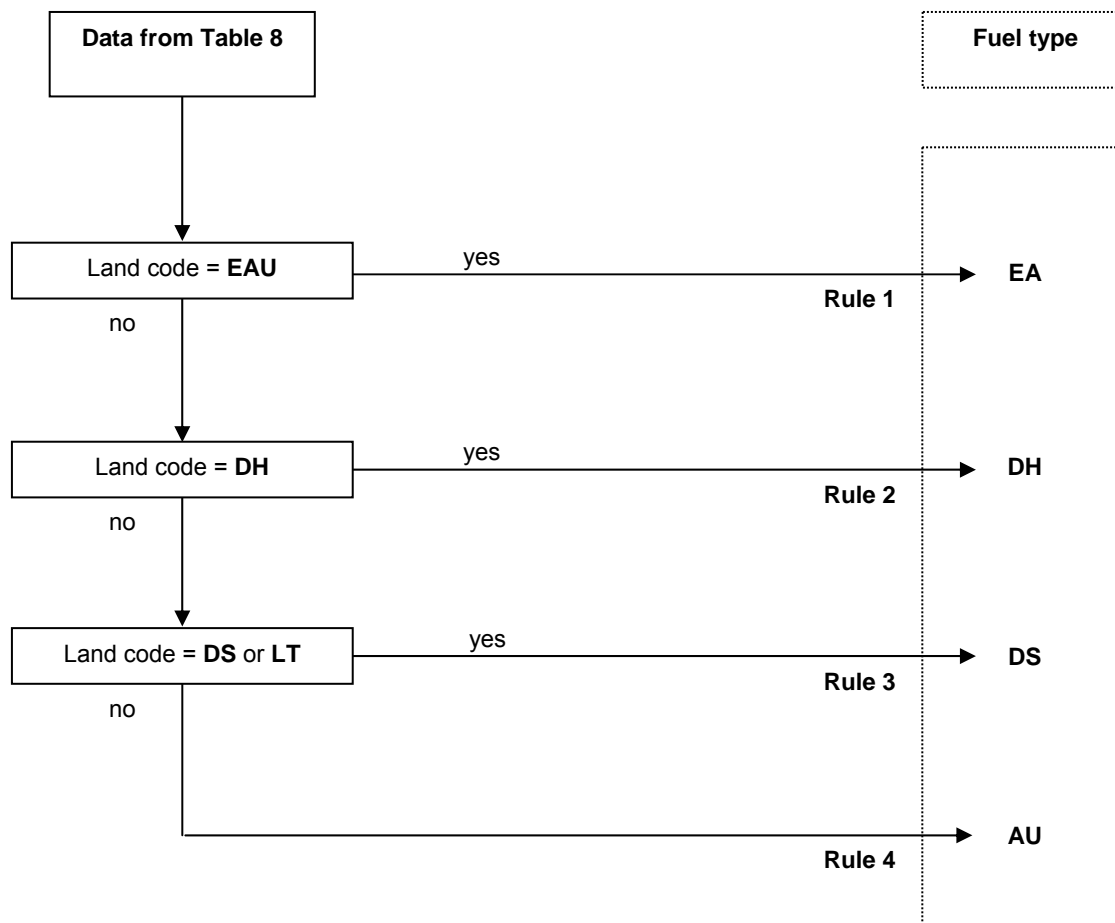 Data from Table 8
Fuel type
Land code = EAU
yes
Rule 1
EA
no
Land code = DH
yes
Rule 2
DH
no
Land code = DS or LT
yes
Rule 3
DS
no
Rule 4
AU